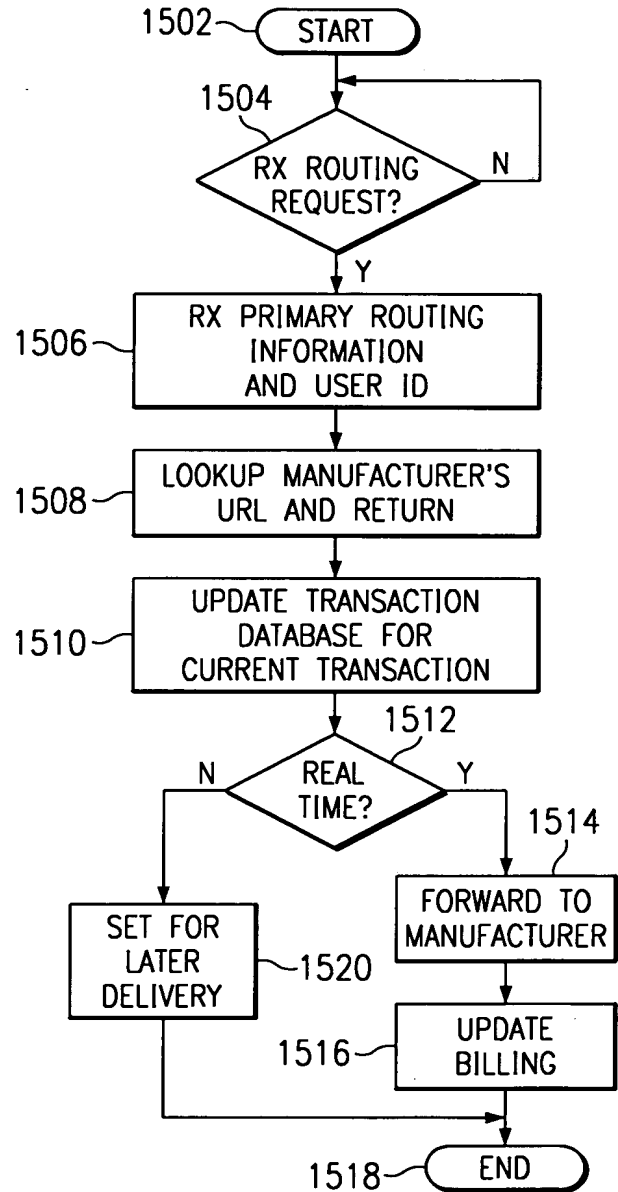 1502
START
1504
RX ROUTING
REQUEST?
N
Y
1506
RX PRIMARY ROUTING
INFORMATION
AND USER ID
1508
LOOKUP MANUFACTURER'S
URL AND RETURN
1510
UPDATE TRANSACTION
DATABASE FOR
CURRENT TRANSACTION
1512
N
REAL
TIME?
Y
1514
FORWARD TO
MANUFACTURER
SET FOR
LATER
DELIVERY
1520
1516
UPDATE
BILLING
1518
END